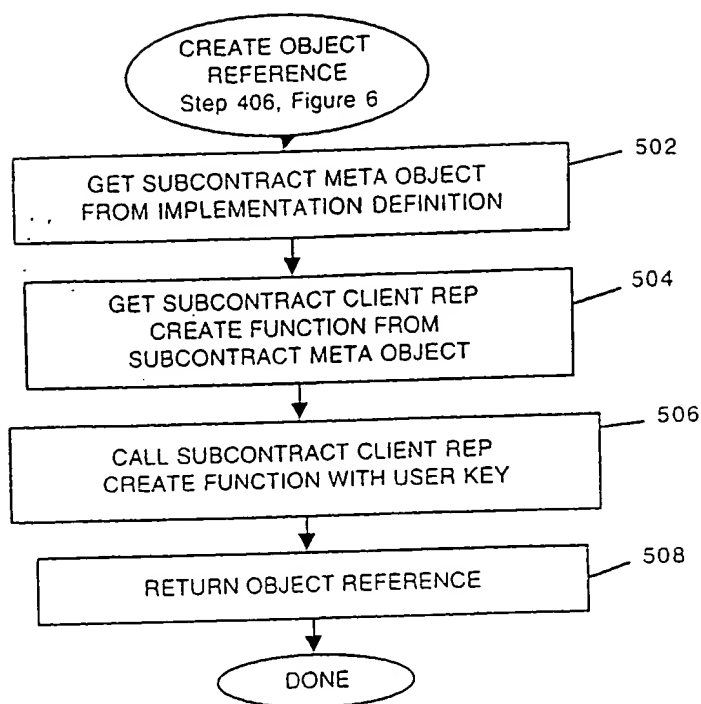 CREATE OBJECT
REFERENCE
Step 406, Figure 6
502
GET SUBCONTRACT META OBJECT
FROM IMPLEMENTATION DEFINITION
504
GET SUBCONTRACT CLIENT REP
CREATE FUNCTION FROM
SUBCONTRACT META OBJECT
506
CALL SUBCONTRACT CLIENT REP
CREATE FUNCTION WITH USER KEY
508
RETURN OBJECT REFERENCE
DONE